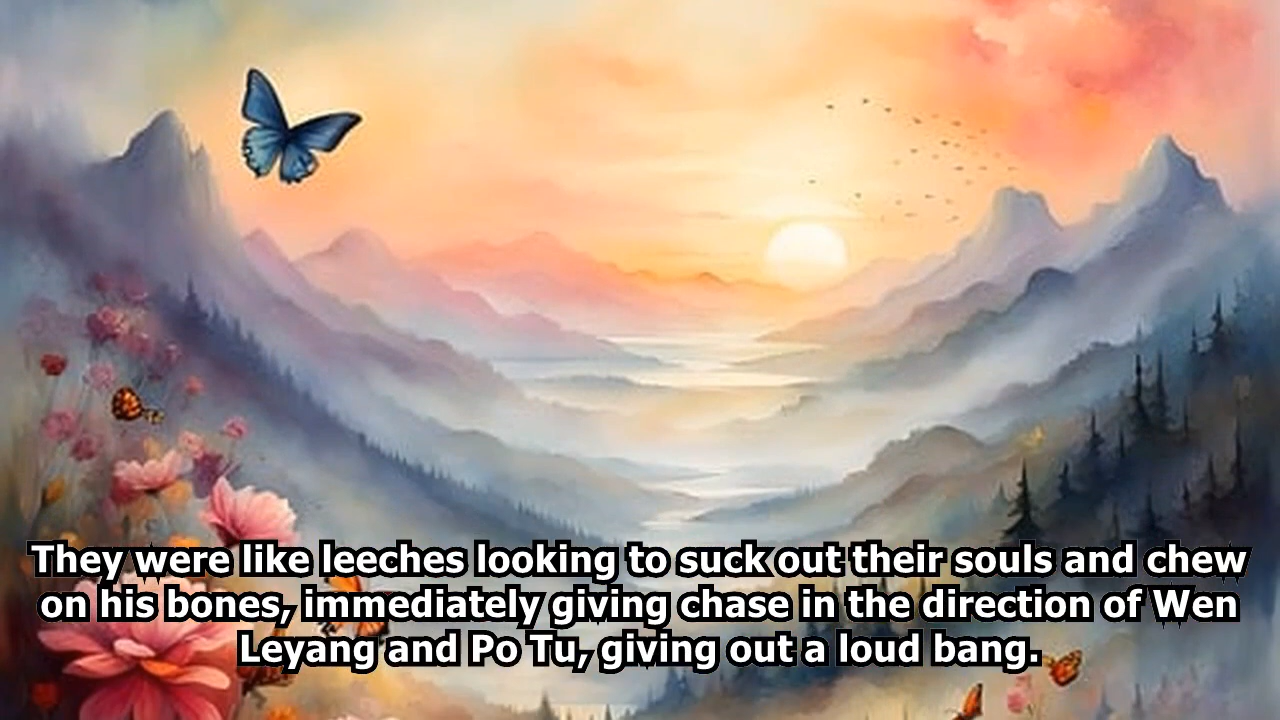 They were like leeches looking to suck out their souls and chew
on his bones, immediately giving chase in the direction of Wen
Leyang and Po Tu, giving out a loud bang.